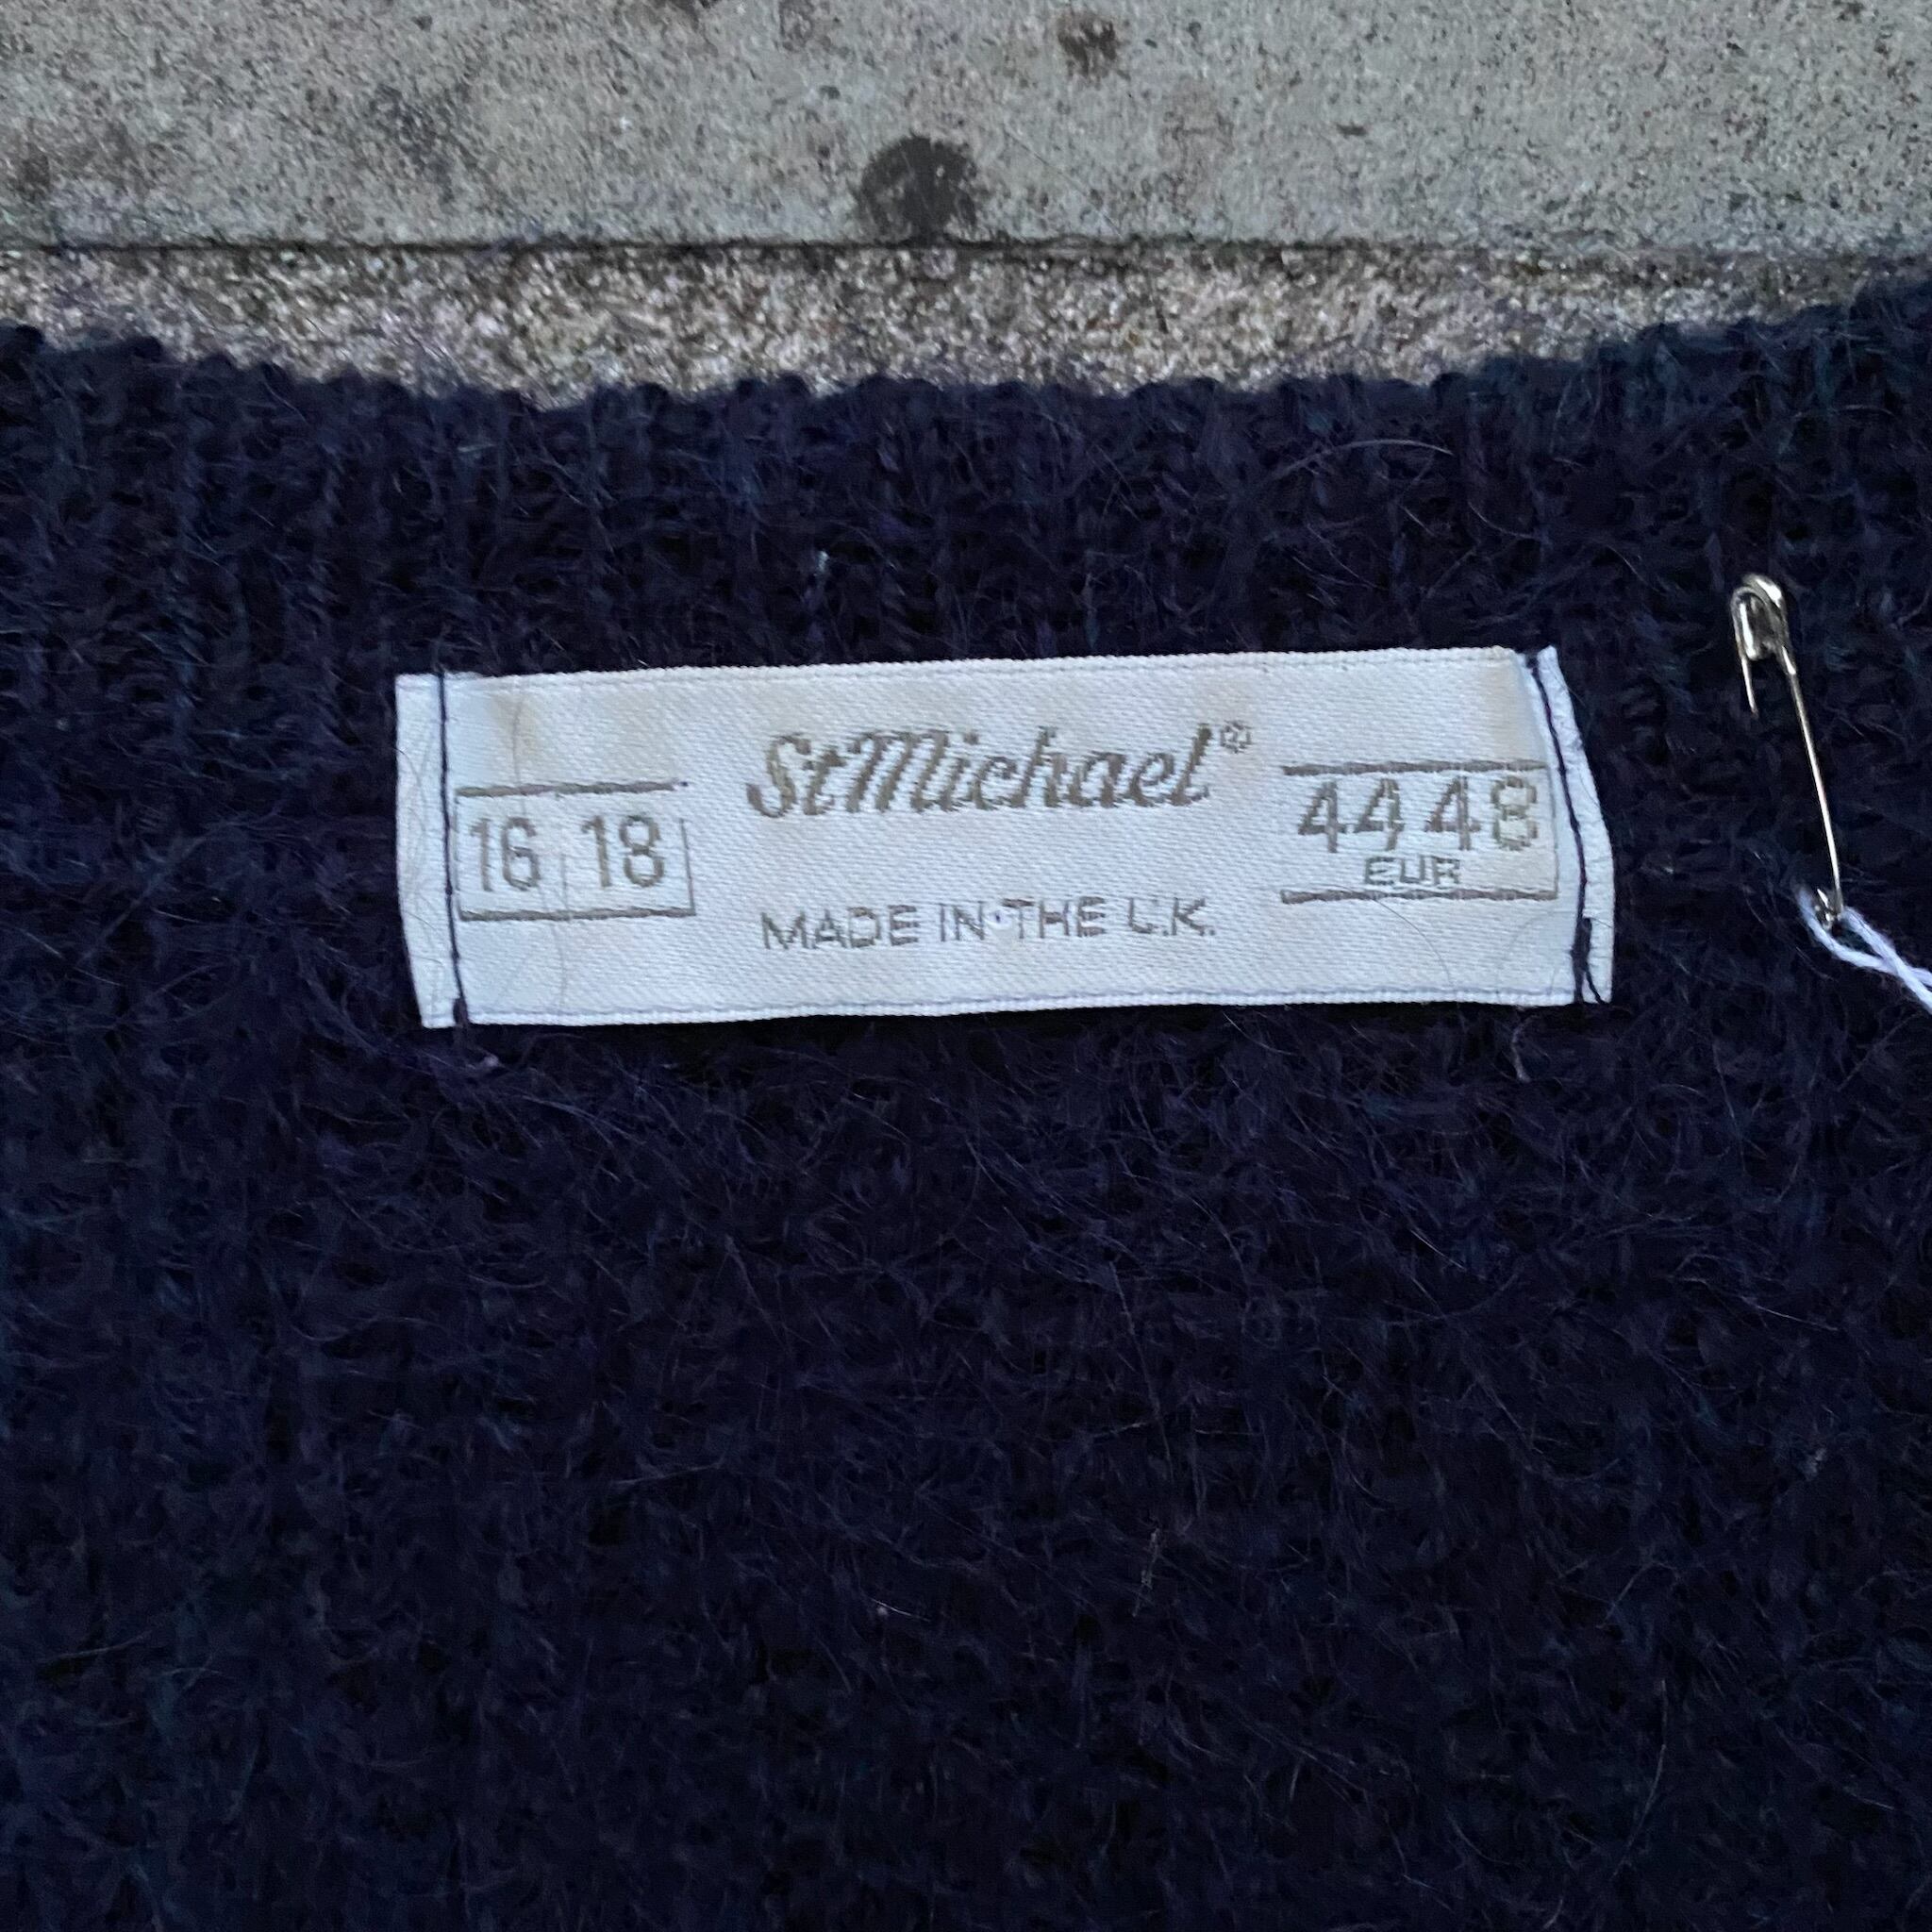 StMichael®
16 18
44 48
EUR
MADE IN THE U.K.